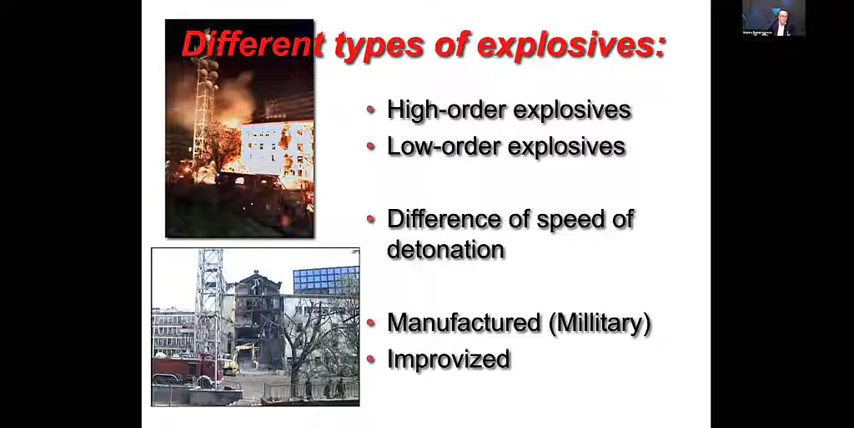 Different types of explosives:
• High-order explosives
• Low-order explosives
• Difference of speed of
detonation
• Manufactured (Millitary)
• Improvized